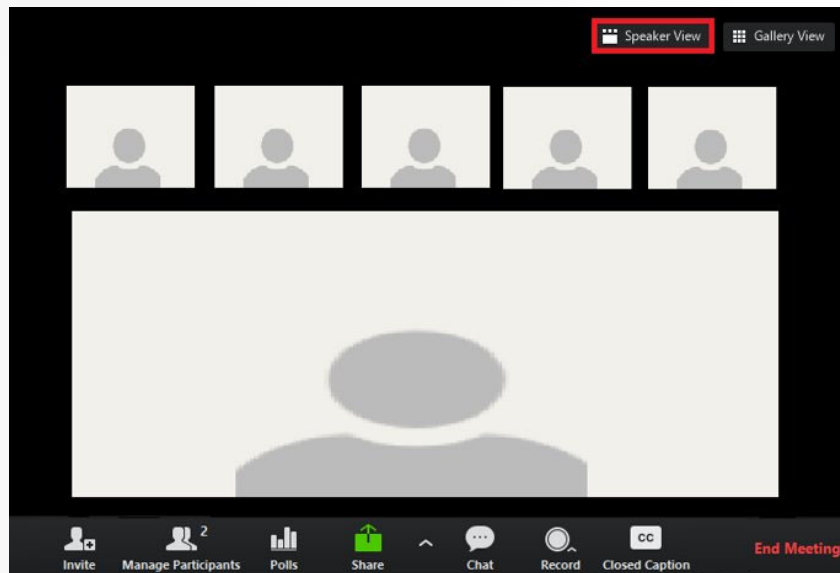 Speaker View Gallery View
2
Invite Manage Participants Polls Share Chat Record CC Closed Caption End Meeting